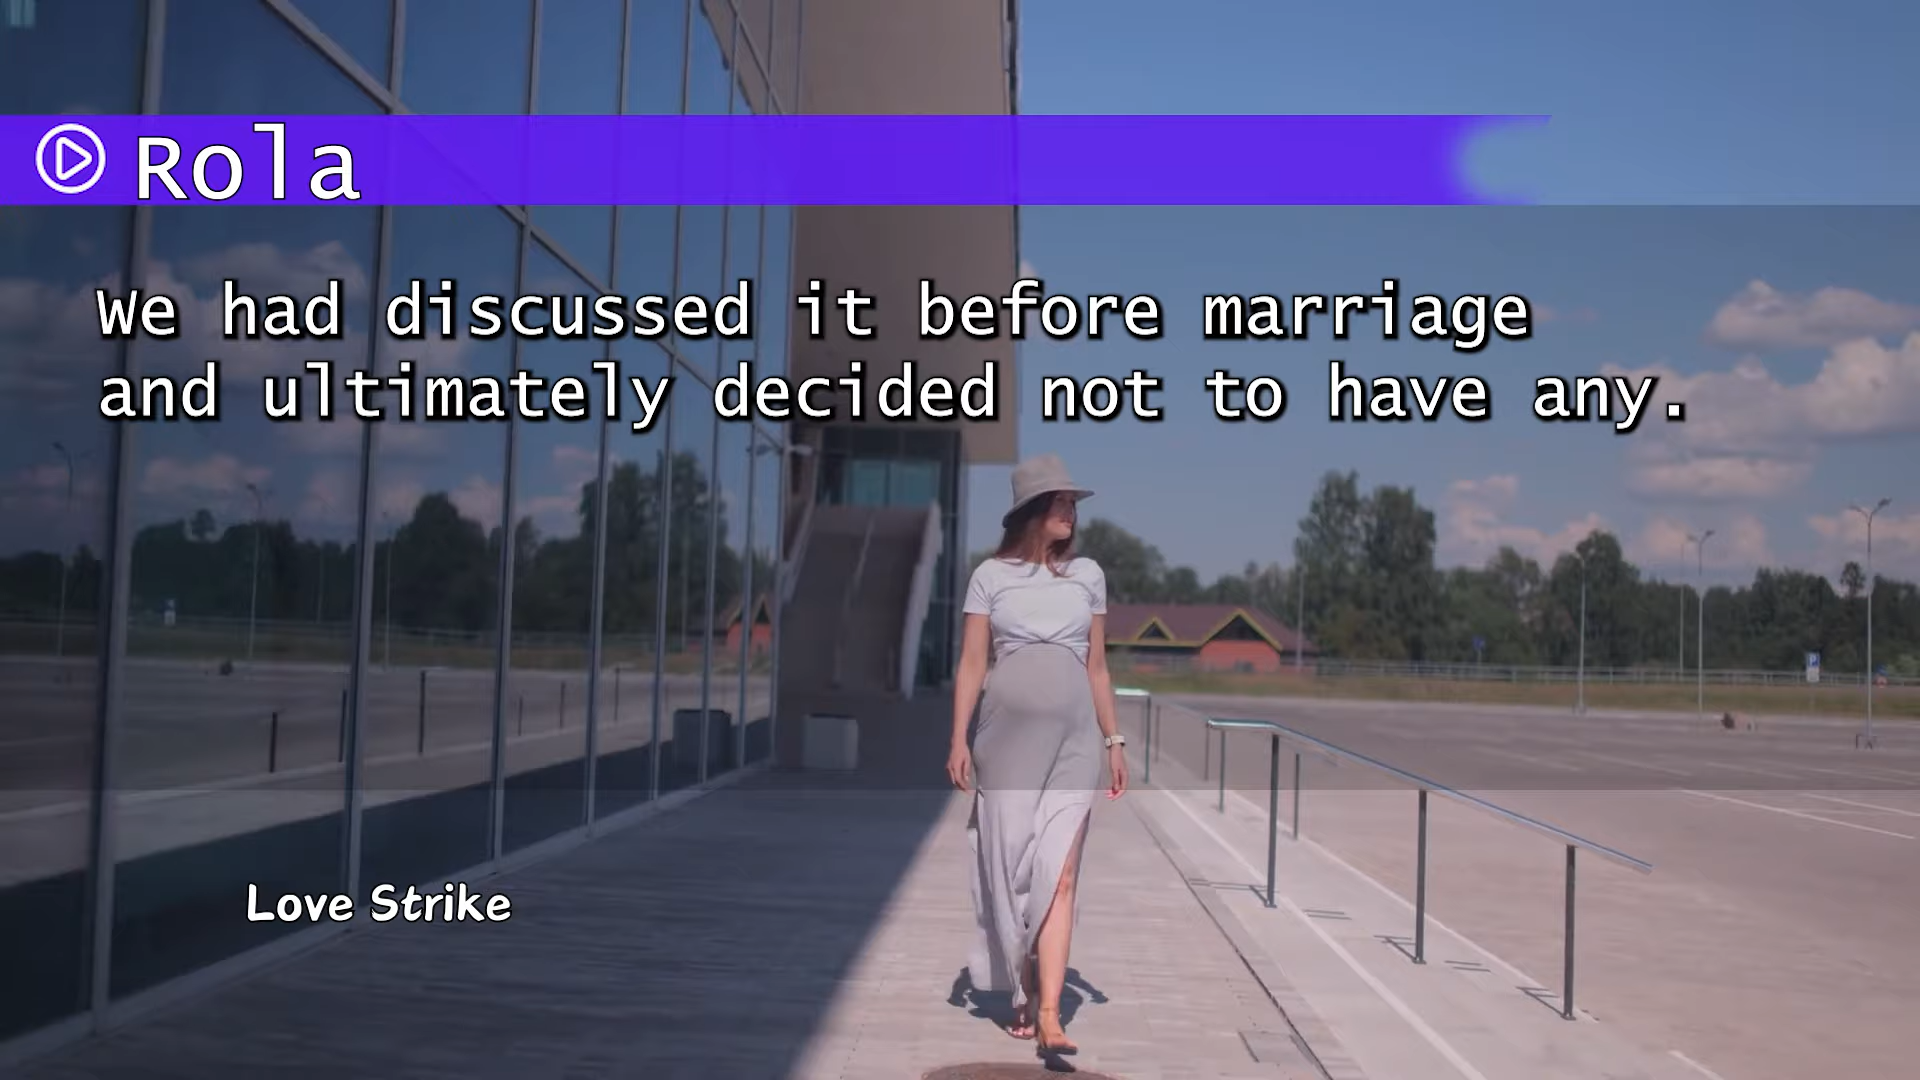 Rola
We had discussed it before marriage
and ultimately decided not to have any.
Love Strike